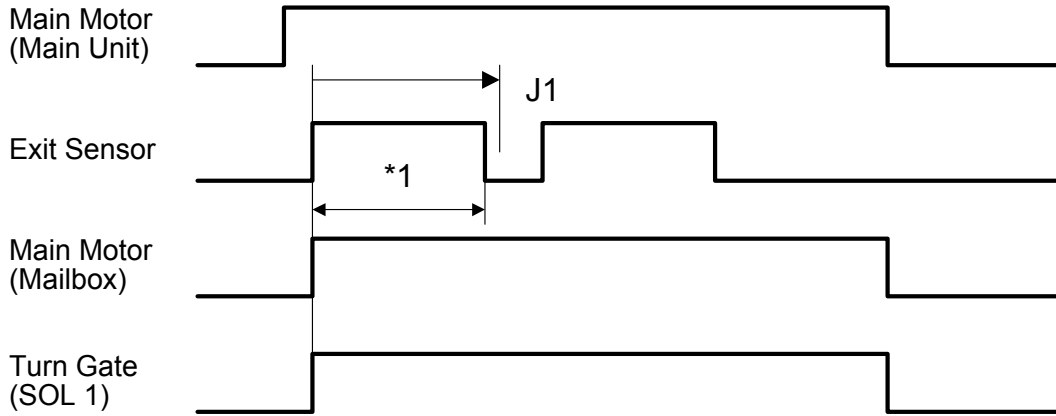 Main Motor
(Main Unit)
J1
Exit Sensor
*1
Main Motor
(Mailbox)
Turn Gate
(SOL 1)